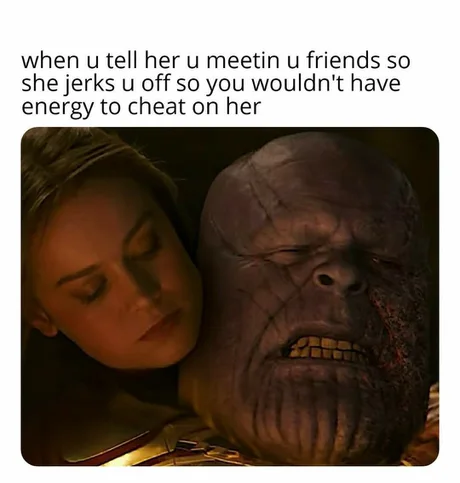 when u tell her u meetin u friends so
she jerks u off so you wouldn't have
energy to cheat on her